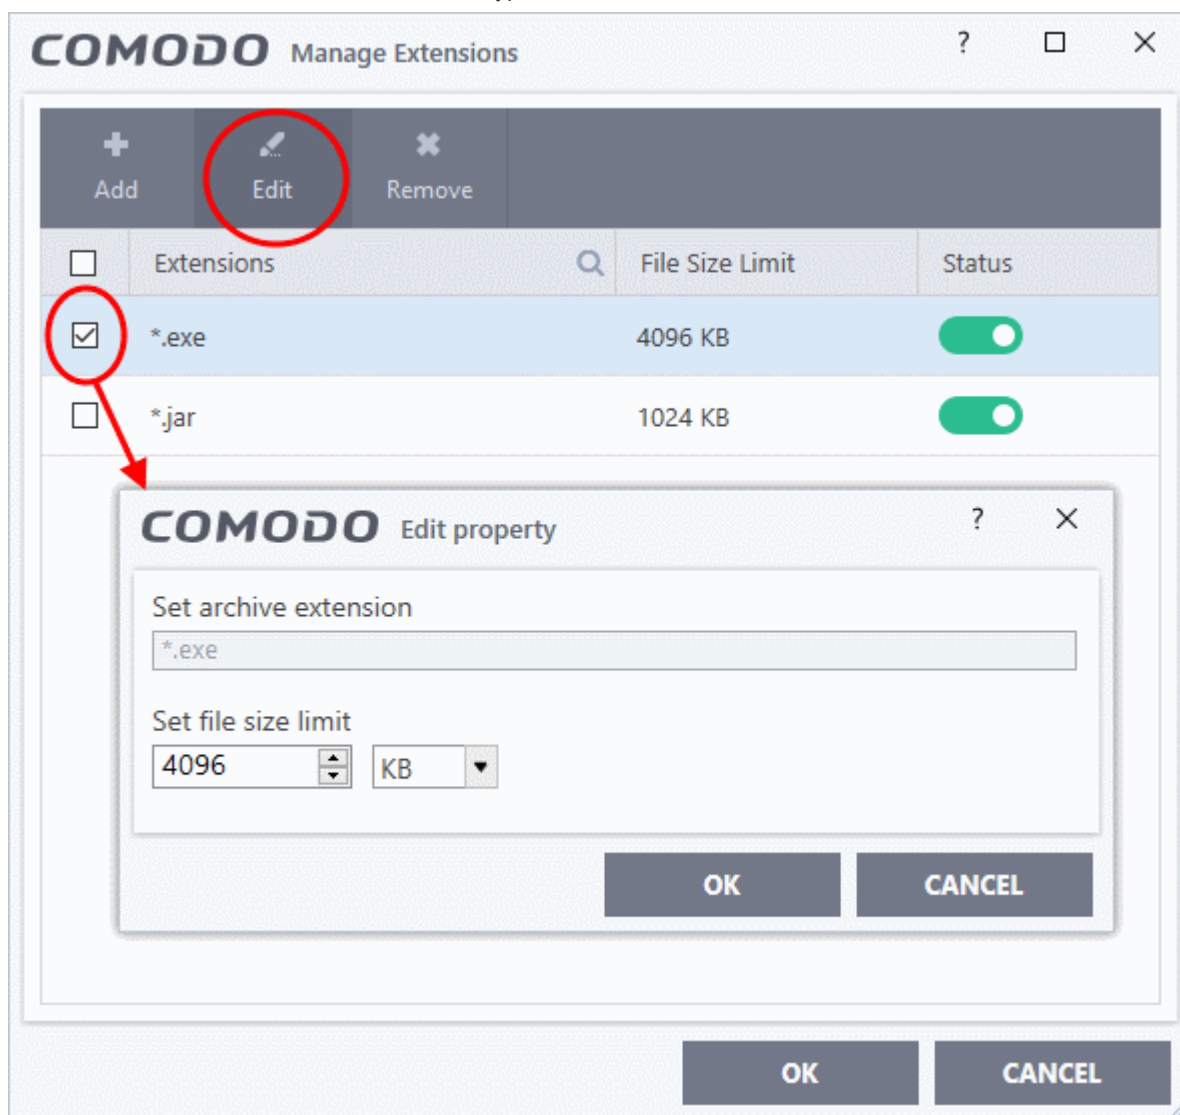 COMODO Manage Extensions ?
Add Edit Remove
Extensions File Size Limit Status
*.exe 4096 KB
*.jar 1024 KB
COMODO Edit property ?
Set archive extension
*.exe
Set file size limit
4096 KB
OK CANCEL
OK CANCEL